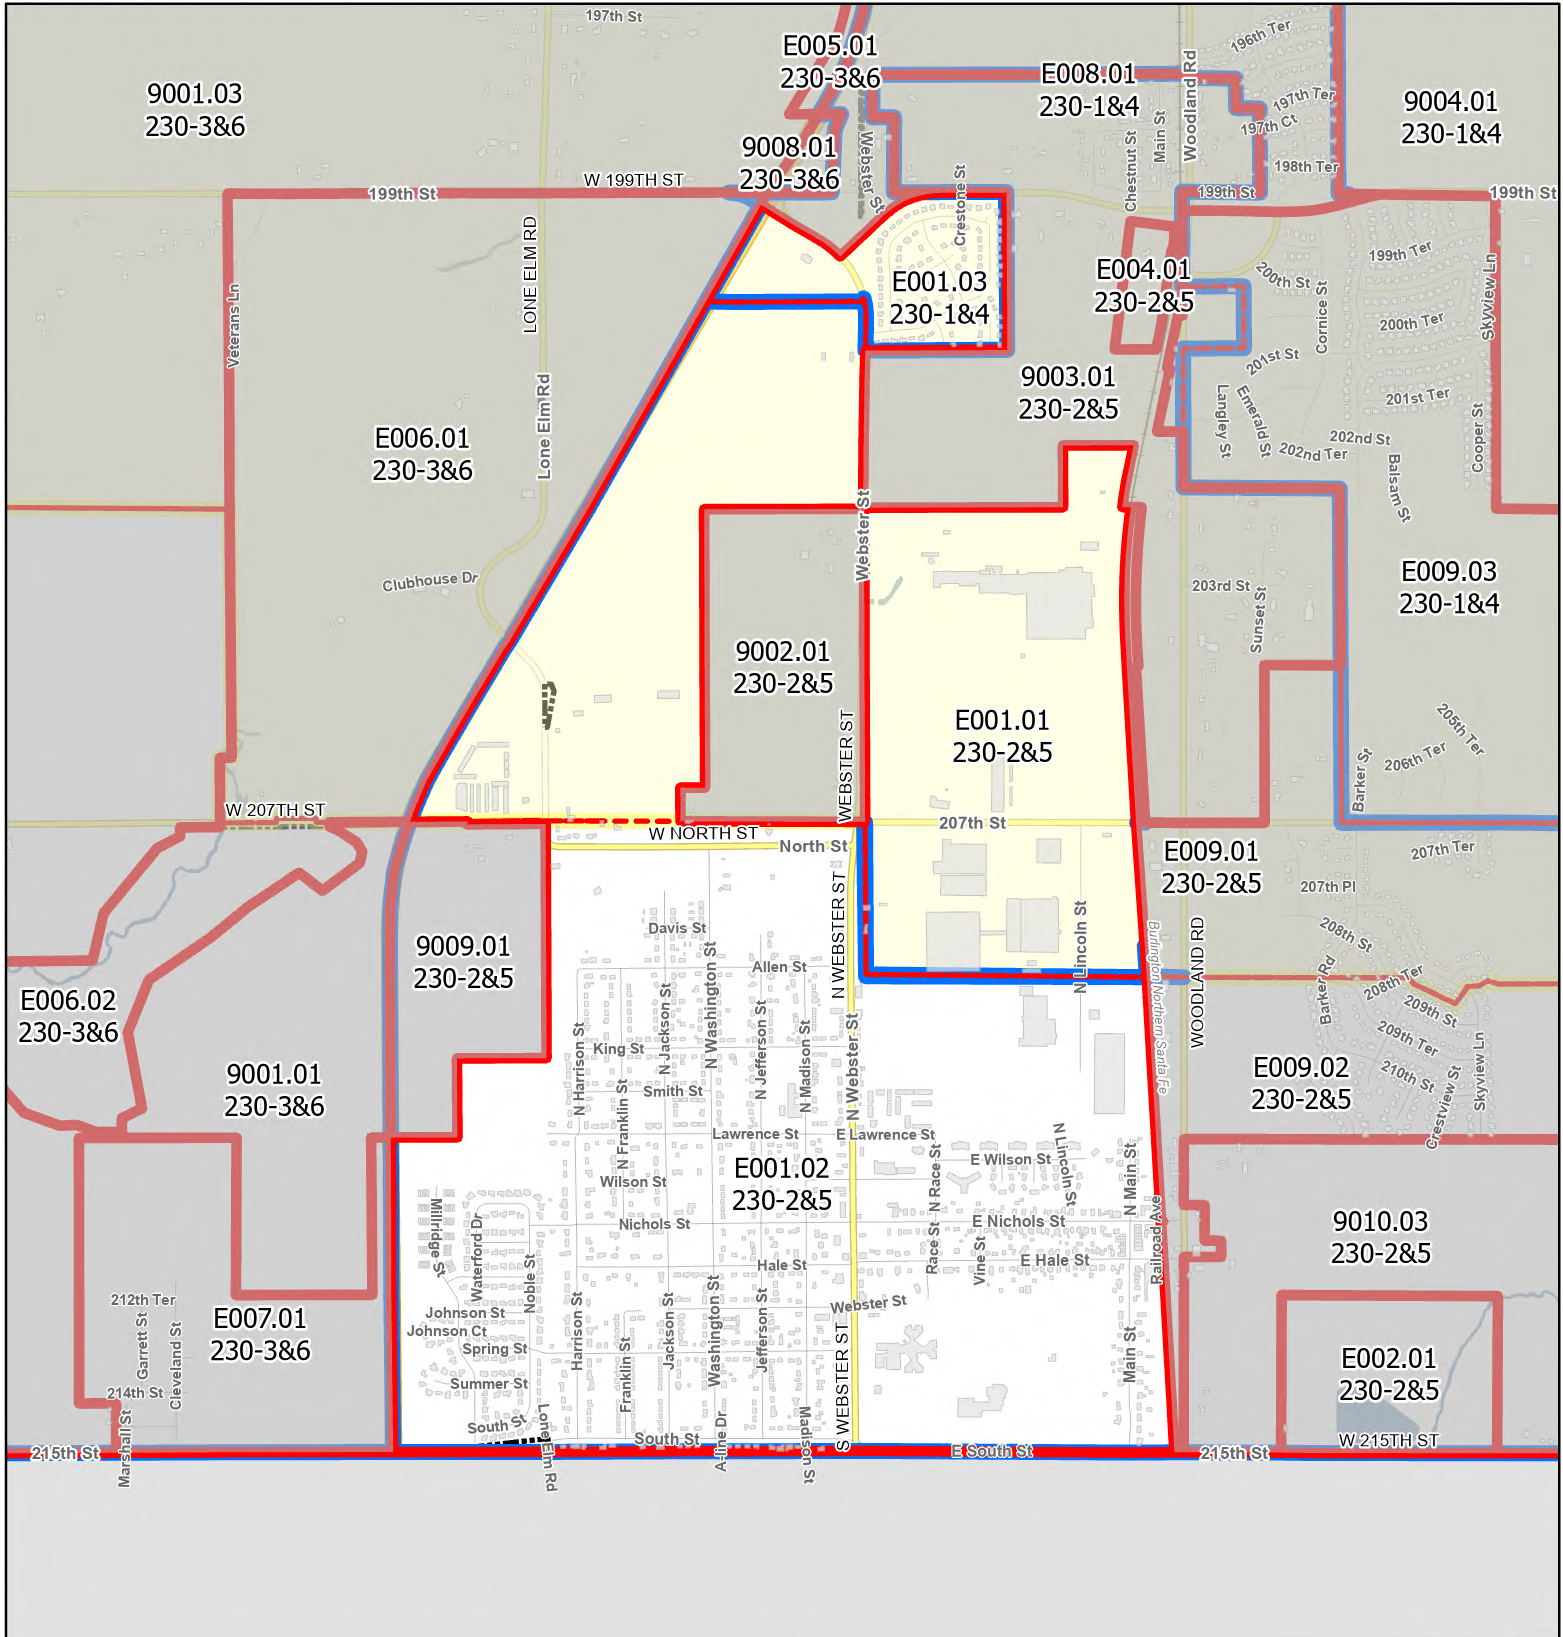 197th St
E005.01
230-3&6
196th Ter
Woodland Rd
E008.01
230-1&4
9001.03
230-3&6
9004.01
230-1&4
197th Ter
197th Ct
Main St
Chestnut St
9008.01
230-3&6
Webster St
198th Ter
W 199TH ST
199th St
199th St
199th St
Crestone St
LONE ELM RD
199th Ter
E004.01
230-2&5
E001.03
230-1&4
200th St
Cornice St
Skyview Ln
Veterans Ln
200th Ter
201st St
9003.01
230-2&5
201st Ter
Langley St
Emerald St
Cooper St
Lone Elm Rd
E006.01
230-3&6
202nd St
202nd Ter
Balsam St
Webster St
Clubhouse Dr
203rd St
Sunset St
E009.03
230-1&4
9002.01
230-2&5
E001.01
230-2&5
205th Ter
206th Ter
Barker St
WEBSTER ST
W 207TH ST
W NORTH ST
207th St
North St
207th Ter
E009.01
230-2&5
207th Pl
N WEBSTER ST
Davis St
N Lincoln St
Burlington Northern Santa Fe
WOODLAND RD
208th St
9009.01
230-2&5
N Washington St
Allen St
Barker Rd
208th Ter
E006.02
230-3&6
N Jackson St
N Jefferson St
N Madison St
N Webster St
209th St
209th Ter
King St
N Harrison St
210th St
Skyview Ln
E009.02
230-2&5
9001.01
230-3&6
Smith St
N Franklin St
Crestview St
Lawrence St
E Lawrence St
N Lincoln St
E001.02
230-2&5
E Wilson St
N Race St
N Main St
Wilson St
Millridge St
Waterford Dr
Nichols St
E Nichols St
Race St
Vine St
Railroad Ave
9010.03
230-2&5
Hale St
E Hale St
Noble St
212th Ter
Garrett St
Cleveland St
E007.01
230-3&6
Johnson St
Johnson Ct
Harrison St
Franklin St
Jackson St
Washington St
Jefferson St
Webster St
Spring St
Main St
E002.01
230-2&5
Summer St
214th St
Marshall St
South St
Lone Elm Rd
South St
A-line Dr
Madison St
S WEBSTER ST
E South St
W 215TH ST
215th St
215th St